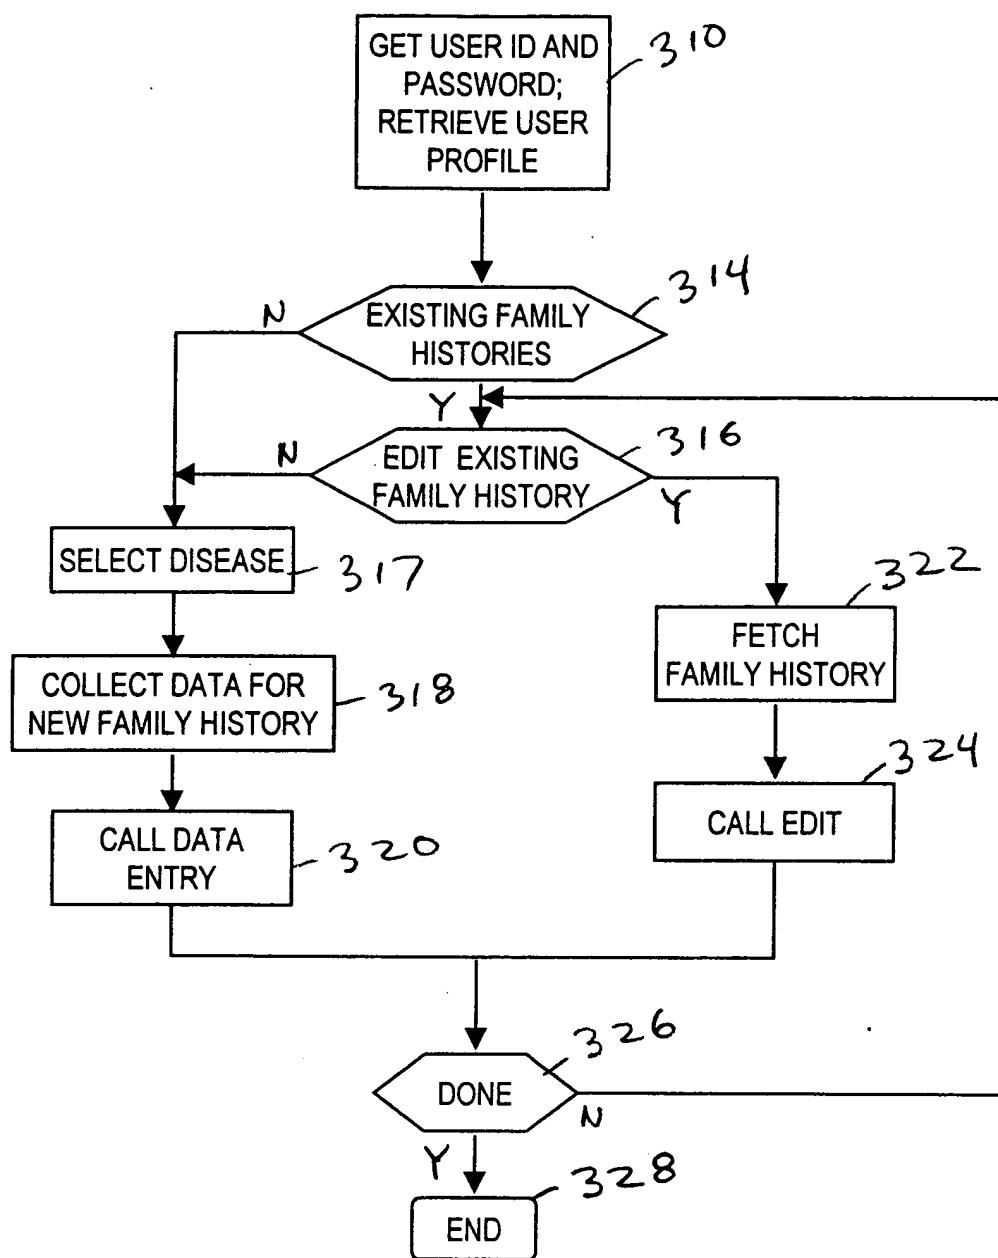 GET USER ID AND
PASSWORD;
RETRIEVE USER
PROFILE
310
EXISTING FAMILY
HISTORIES
314
N
Y
EDIT EXISTING
FAMILY HISTORY
316
N
Y
SELECT DISEASE
317
322
FETCH
FAMILY HISTORY
COLLECT DATA FOR
NEW FAMILY HISTORY
318
324
CALL EDIT
CALL DATA
ENTRY
320
326
DONE
N
Y
328
END